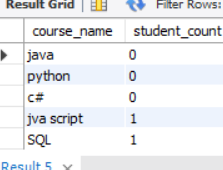 Result Grid Filter Rows:
course_name student_count
java 0
python 0
c# 0
jva script 1
SQL 1
Result 5